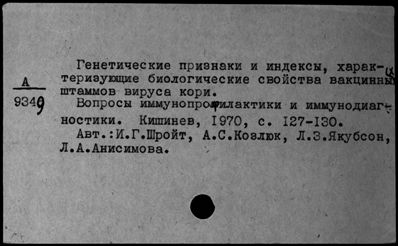 Генетические признаки и индексы, харак-
теризующие биологические свойства вакцинных
штаммов вируса кори.
А
9349
Вопросы иммунопрофилактики и иммунодиаг-
ностики. Кишинев, 1970, с. 127-130.
Авт.:И.Г.Шройт, А.С.Козлюк, Л.З.Якубсон,
Л.А.Анисимова.